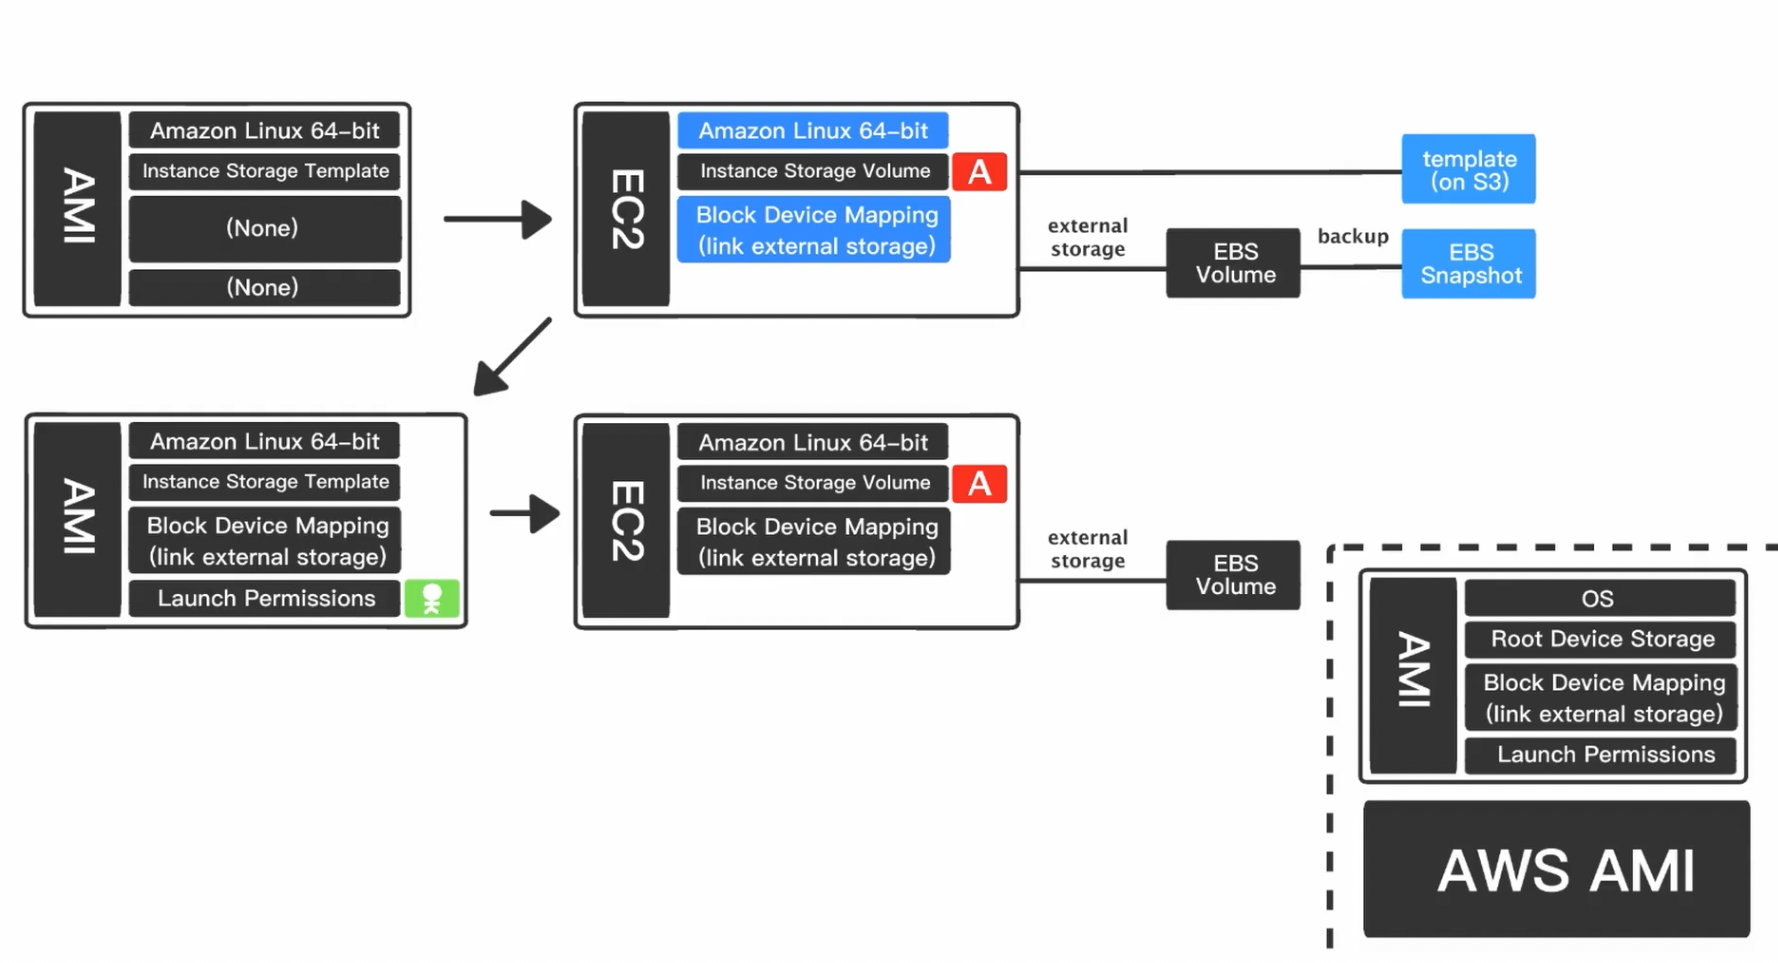 AMI
Amazon Linux 64-bit
Instance Storage Template
(None)
(None)
EC2
Amazon Linux 64-bit
Instance Storage Volume
A
Block Device Mapping
(link external storage)
template
(on S3)
external
storage
EBS
Volume
backup
EBS
Snapshot
AMI
Amazon Linux 64-bit
Instance Storage Template
Block Device Mapping
(link external storage)
Launch Permissions
EC2
Amazon Linux 64-bit
Instance Storage Volume
A
Block Device Mapping
(link external storage)
external
storage
EBS
Volume
AMI
OS
Root Device Storage
Block Device Mapping
(link external storage)
Launch Permissions
AWS AMI